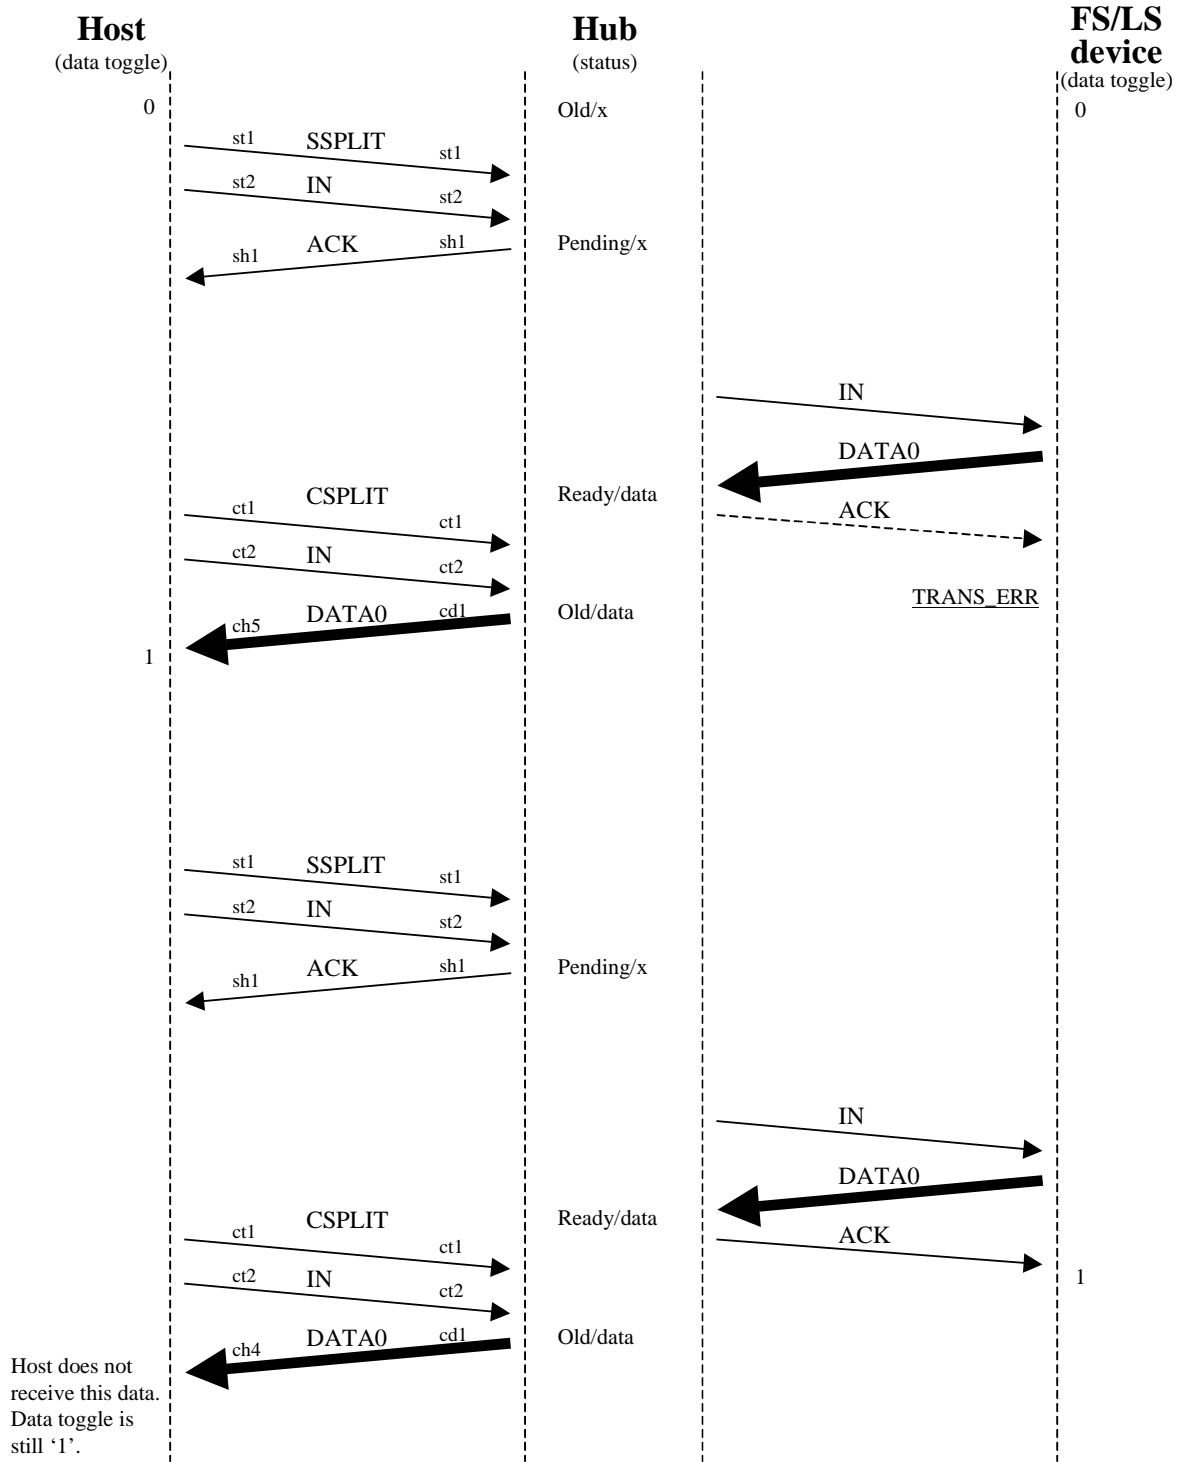 Host
(data toggle)
Hub
(status)
FS/LS
device
(data toggle)
0
Old/x
0
st1 SSPLIT st1
st2 IN st2
ACK sh1 Pending/x
sh1
IN
DATA0
CSPLIT Ready/data
ct1 ct1 ACK
ct2 IN ct2
TRANS_ERR
DATA0 cd1 Old/data
ch5
1
st1 SSPLIT st1
st2 IN st2
ACK sh1 Pending/x
sh1
IN
DATA0
CSPLIT Ready/data
ct1 ct1 ACK
ct2 IN ct2 1
DATA0 cd1 Old/data
ch4
Host does not
receive this data.
Data toggle is
still ‘1’.